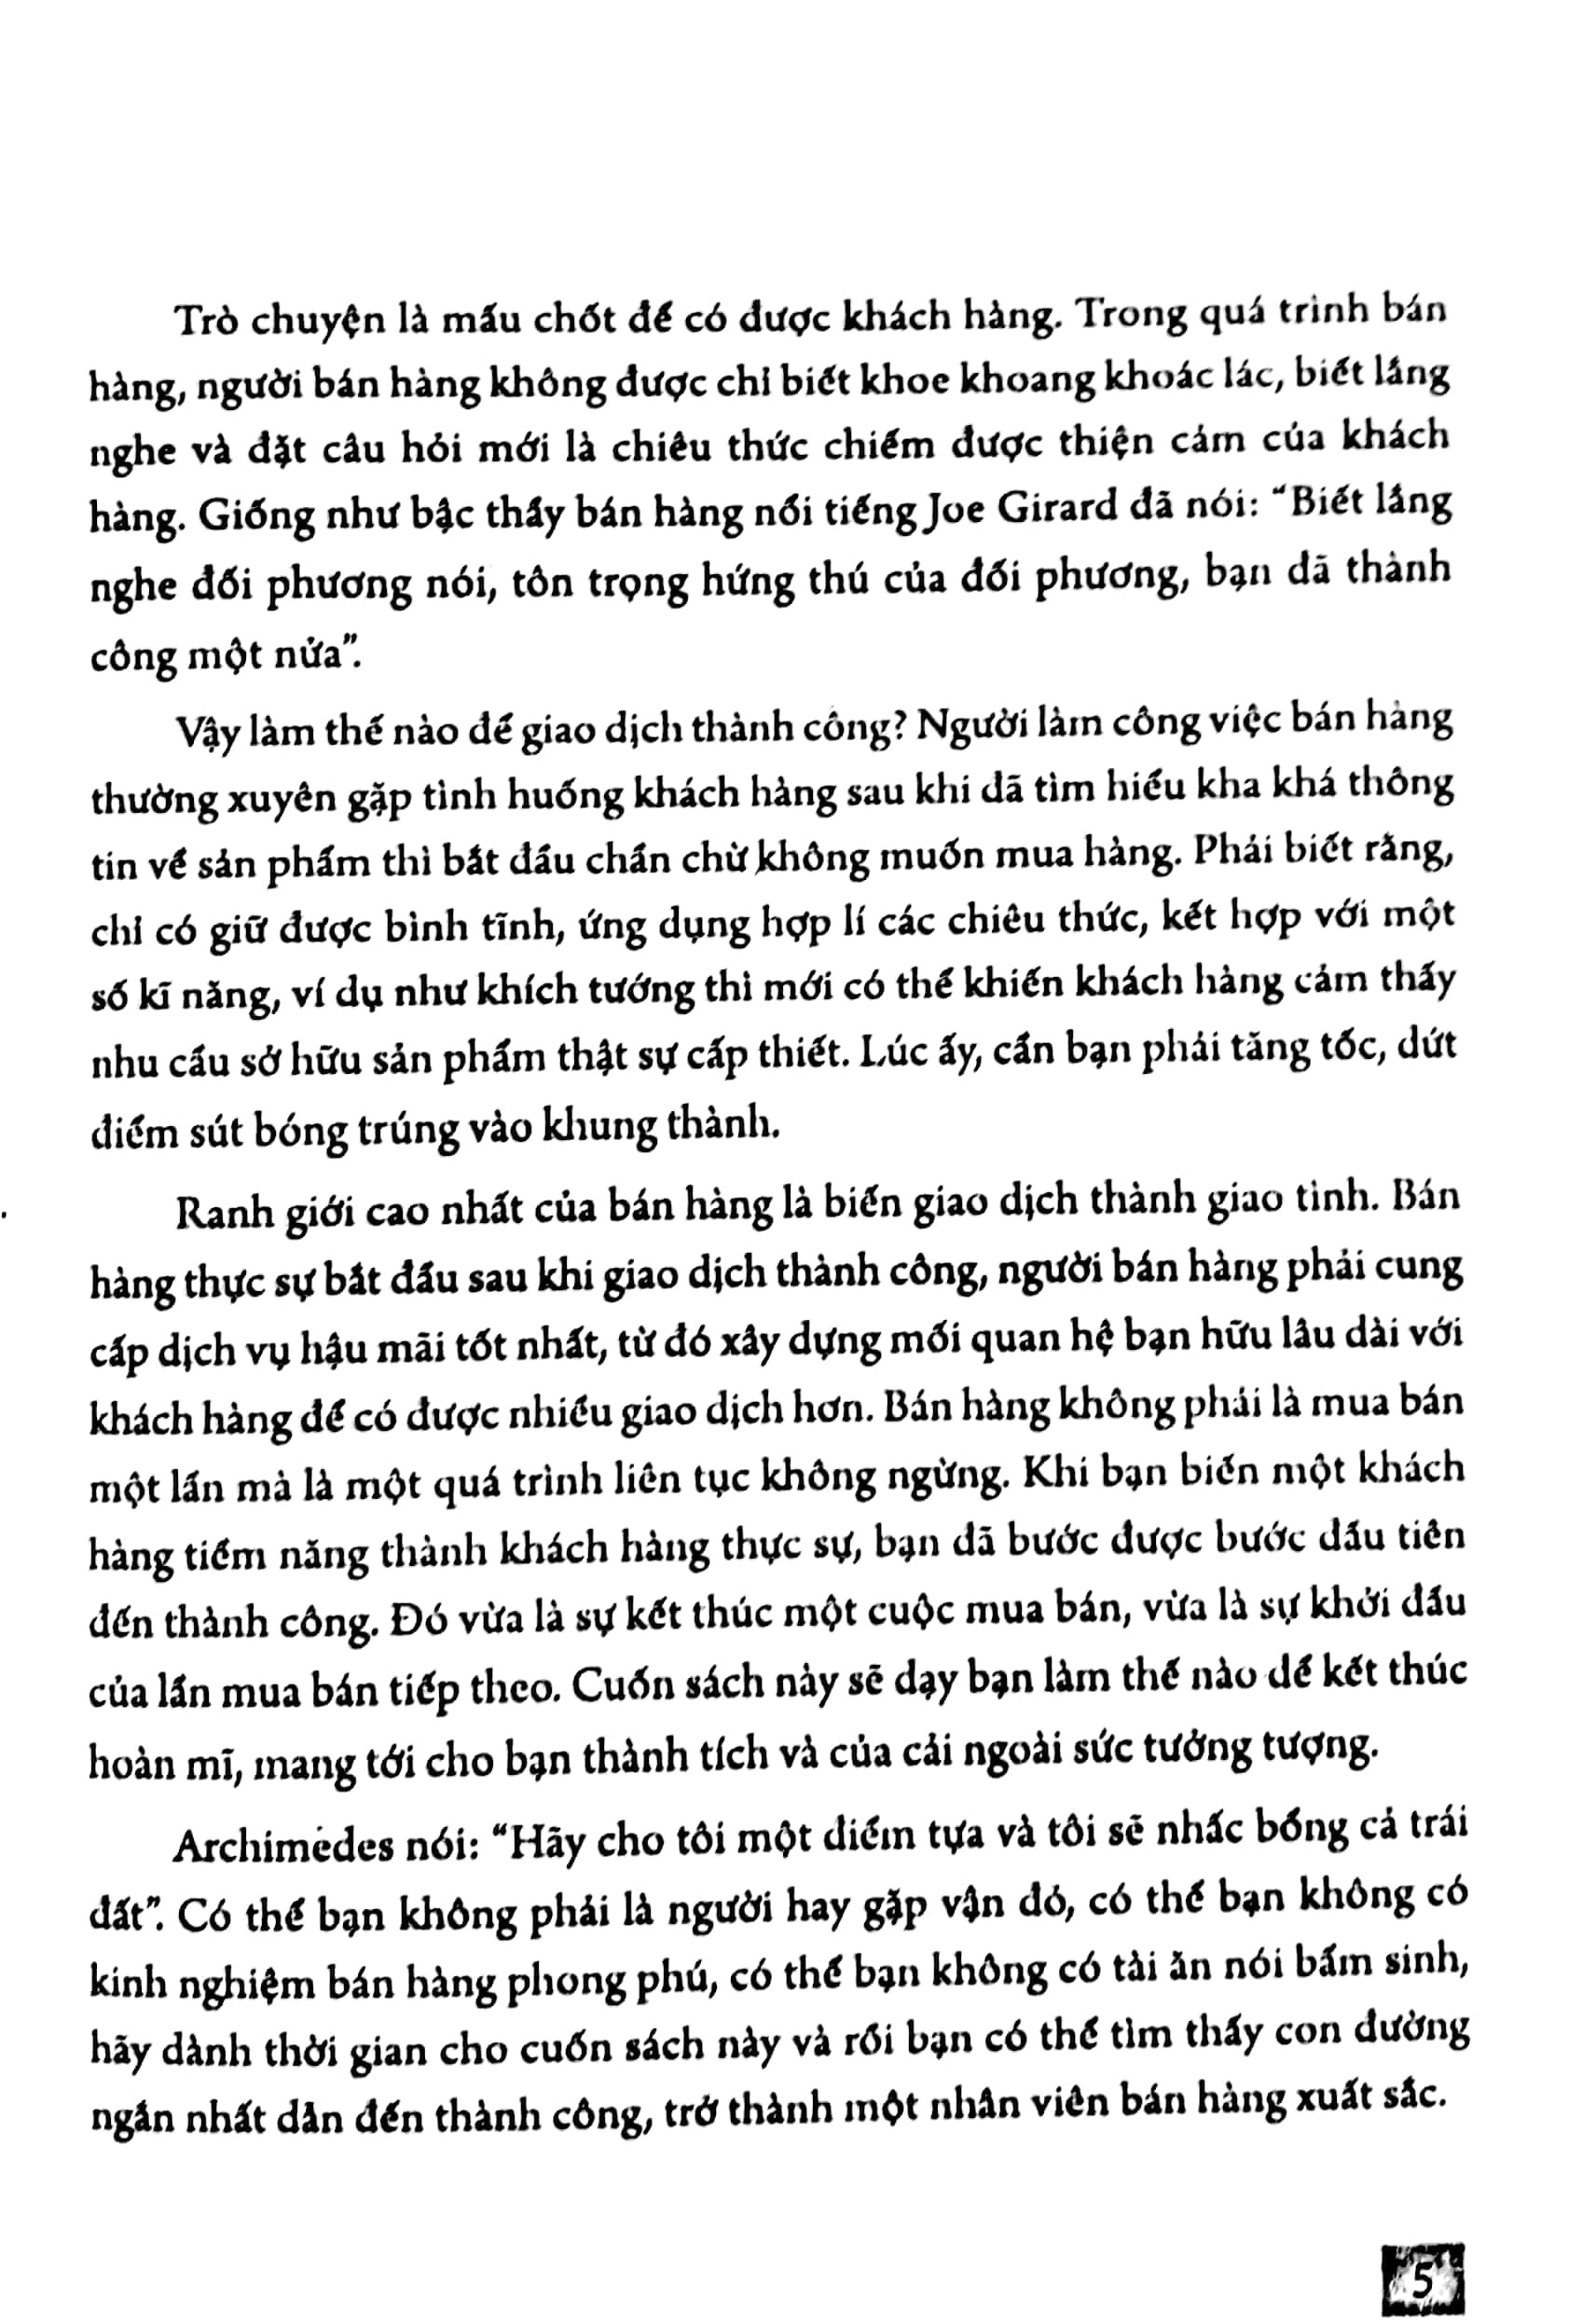 Trò chuyện là mấu chốt để có được khách hàng. Trong quá trình bán
hàng, người bán hàng không được chỉ biết khoe khoang khoác lác, biết lắng
nghe và đặt câu hỏi mới là chiêu thức chiếm được thiện cảm của khách
hàng. Giống như bậc thầy bán hàng nổi tiếng Joe Girard đã nói: “Biết lắng
nghe đối phương nói, tôn trọng hứng thú của đối phương, bạn đã thành
công một nửa”.
Vậy làm thế nào để giao dịch thành công? Người làm công việc bán hàng
thường xuyên gặp tình huống khách hàng sau khi đã tìm hiểu kha khá thông
tin về sản phẩm thì bắt đầu chần chừ không muốn mua hàng. Phải biết rằng,
chỉ có giữ được bình tĩnh, ứng dụng hợp lí các chiêu thức, kết hợp với một
số kĩ năng, ví dụ như khích tướng thì mới có thể khiến khách hàng cảm thấy
nhu cầu sở hữu sản phẩm thật sự cấp thiết. Lúc ấy, cần bạn phải tăng tốc, dứt
điểm sút bóng trúng vào khung thành.
Ranh giới cao nhất của bán hàng là biến giao dịch thành giao tình. Bán
hàng thực sự bắt đầu sau khi giao dịch thành công, người bán hàng phải cung
cấp dịch vụ hậu mãi tốt nhất, từ đó xây dựng mối quan hệ bạn hữu lâu dài với
khách hàng để có được nhiều giao dịch hơn. Bán hàng không phải là mua bán
một lần mà là một quá trình liên tục không ngừng. Khi bạn biến một khách
hàng tiềm năng thành khách hàng thực sự, bạn đã bước được bước đầu tiên
đến thành công. Đó vừa là sự kết thúc một cuộc mua bán, vừa là sự khởi đầu
của lần mua bán tiếp theo. Cuốn sách này sẽ dạy bạn làm thế nào để kết thúc
hoàn mĩ, mang tới cho bạn thành tích và của cải ngoài sức tưởng tượng.
Archimedes nói: “Hãy cho tôi một điểm tựa và tôi sẽ nhấc bổng cả trái
đất”. Có thể bạn không phải là người hay gặp vận đỏ, có thể bạn không có
kinh nghiệm bán hàng phong phú, có thể bạn không có tài ăn nói bẩm sinh,
hãy dành thời gian cho cuốn sách này và rồi bạn có thể tìm thấy con đường
ngắn nhất dẫn đến thành công, trở thành một nhân viên bán hàng xuất sắc.
5